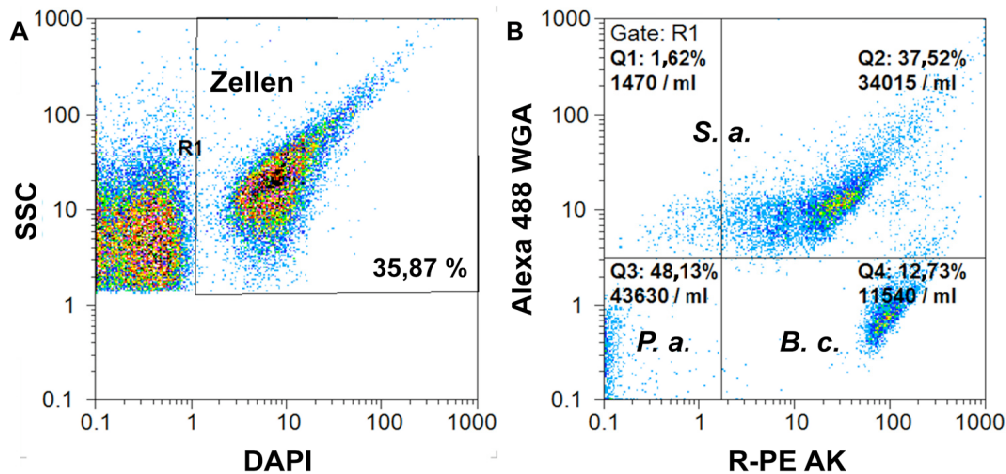 A
SSC
1000
100
10
1
0.1
Zellen
R1
35,87 %
0.1
1
10
100
1000
DAPI
B
Alexa 488 WGA
1000
100
10
1
0.1
Gate: R1
Q1: 1,62%
1470 / ml
Q2: 37,52%
34015 / ml
S. a.
Q3: 48,13%
43630 / ml
Q4: 12,73%
11540 / ml
P. a.
B. c.
0.1
1
10
100
1000
R-PE AK